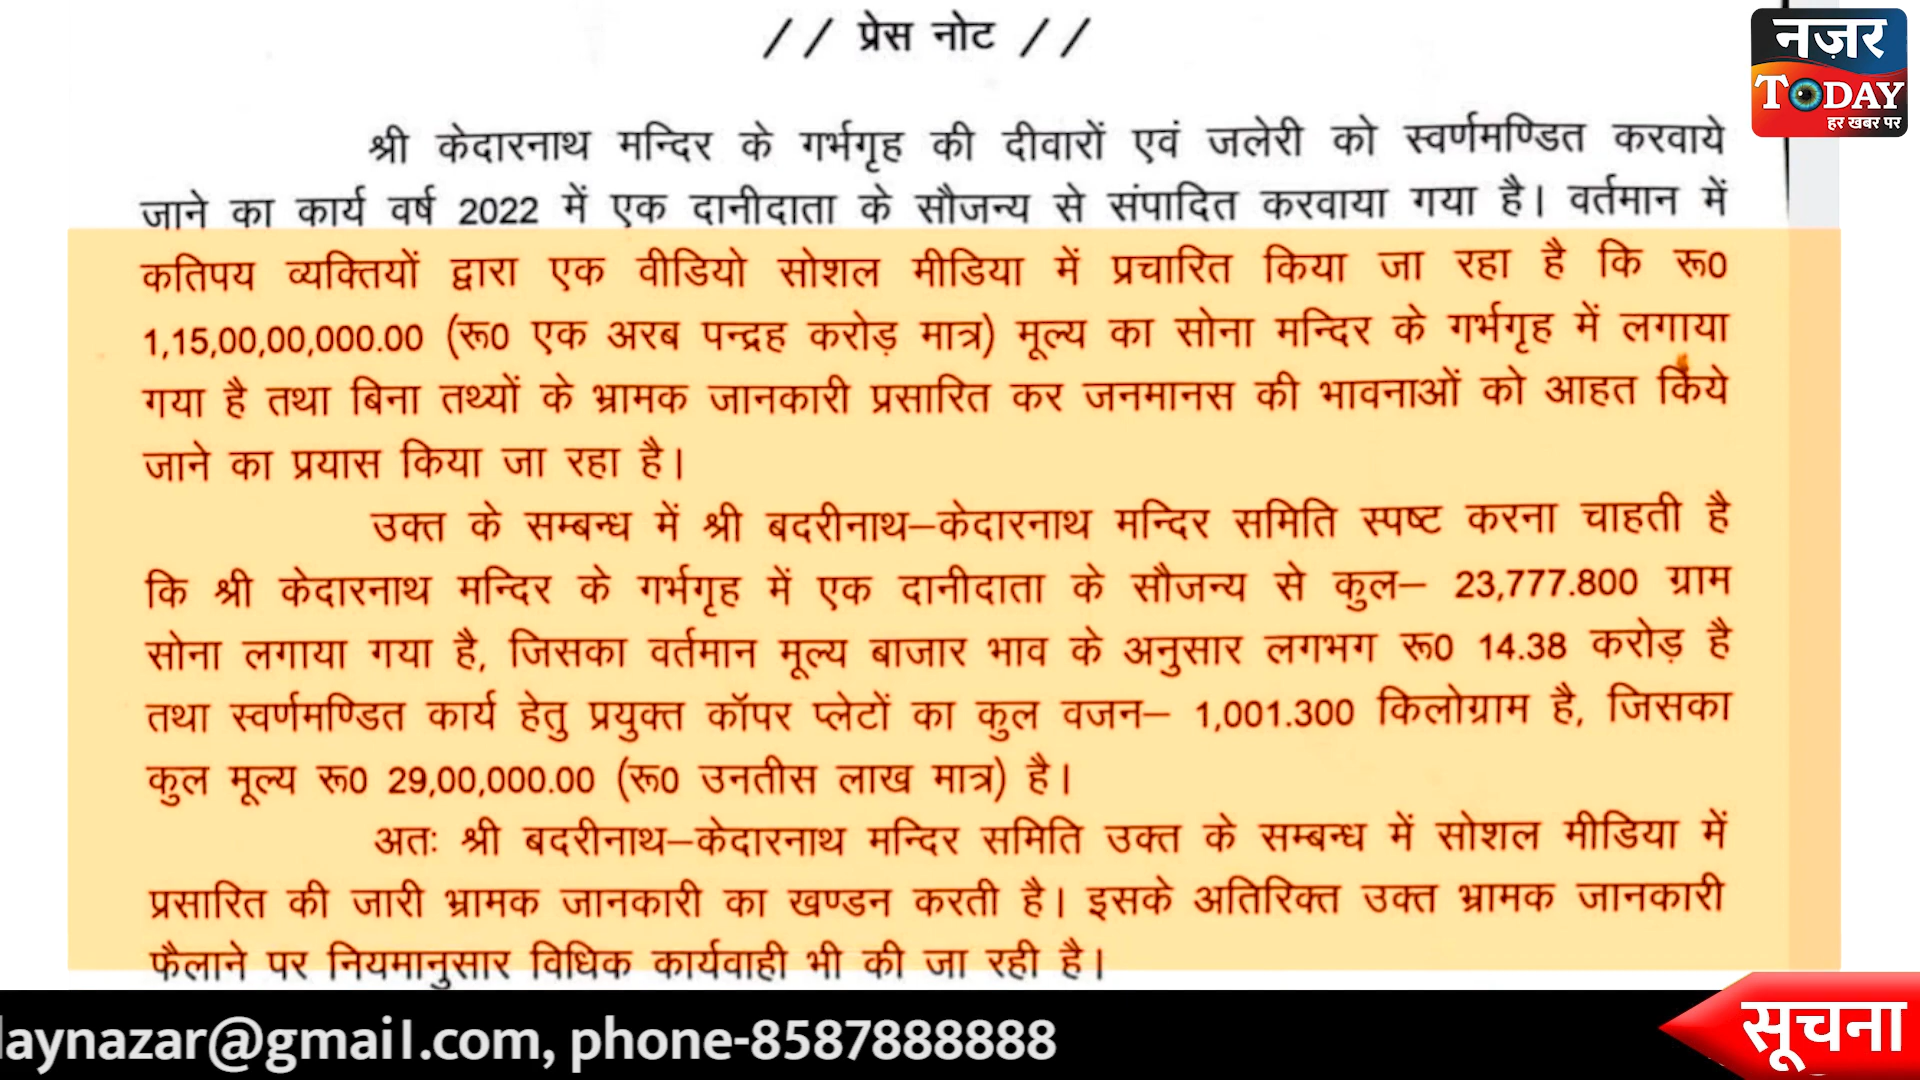 // प्रेस नोट //
नज़र
TODAY
हर खबर पर
श्री केदारनाथ मन्दिर के गर्भगृह की दीवारों एवं जलेरी को स्वर्णमण्डित करवाये
जाने का कार्य वर्ष 2022 में एक दानीदाता के सौजन्य से संपादित करवाया गया है। वर्तमान में
कतिपय व्यक्तियों द्वारा एक वीडियो सोशल मीडिया में प्रचारित किया जा रहा है कि रू0
1,15,00,00,000.00 (रू0 एक अरब पन्द्रह करोड़ मात्र) मूल्य का सोना मन्दिर के गर्भगृह में लगाया
गया है तथा बिना तथ्यों के भ्रामक जानकारी प्रसारित कर जनमानस की भावनाओं को आहत किये
जाने का प्रयास किया जा रहा है।
उक्त के सम्बन्ध में श्री बदरीनाथ–केदारनाथ मन्दिर समिति स्पष्ट करना चाहती है
कि श्री केदारनाथ मन्दिर के गर्भगृह में एक दानीदाता के सौजन्य से कुल– 23,777.800 ग्राम
सोना लगाया गया है, जिसका वर्तमान मूल्य बाजार भाव के अनुसार लगभग रू0 14.38 करोड़ है
तथा स्वर्णमण्डित कार्य हेतु प्रयुक्त कॉपर प्लेटों का कुल वजन– 1,001.300 किलोग्राम है, जिसका
कुल मूल्य रू0 29,00,000.00 (रू0 उनतीस लाख मात्र) है।
अतः श्री बदरीनाथ–केदारनाथ मन्दिर समिति उक्त के सम्बन्ध में सोशल मीडिया में
प्रसारित की जारी भ्रामक जानकारी का खण्डन करती है। इसके अतिरिक्त उक्त भ्रामक जानकारी
फैलाने पर नियमानुसार विधिक कार्यवाही भी की जा रही है।
laynazar@gmail.com, phone-8587888888
सूचना